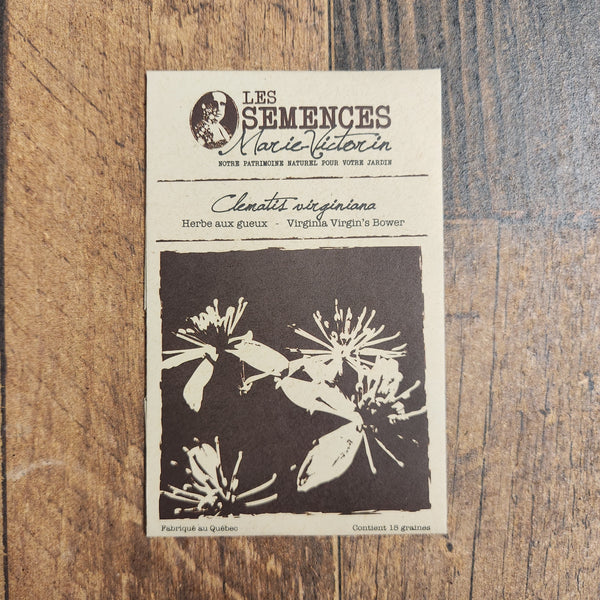 LES
SEMENCES
Marie-Victorin
NOTRE PATRIMOINE NATUREL POUR VOTRE JARDIN
Clematis virginiana
Herbe aux gueux - Virginia Virgin's Bower
Fabriqué au Québec
Contient 15 graines